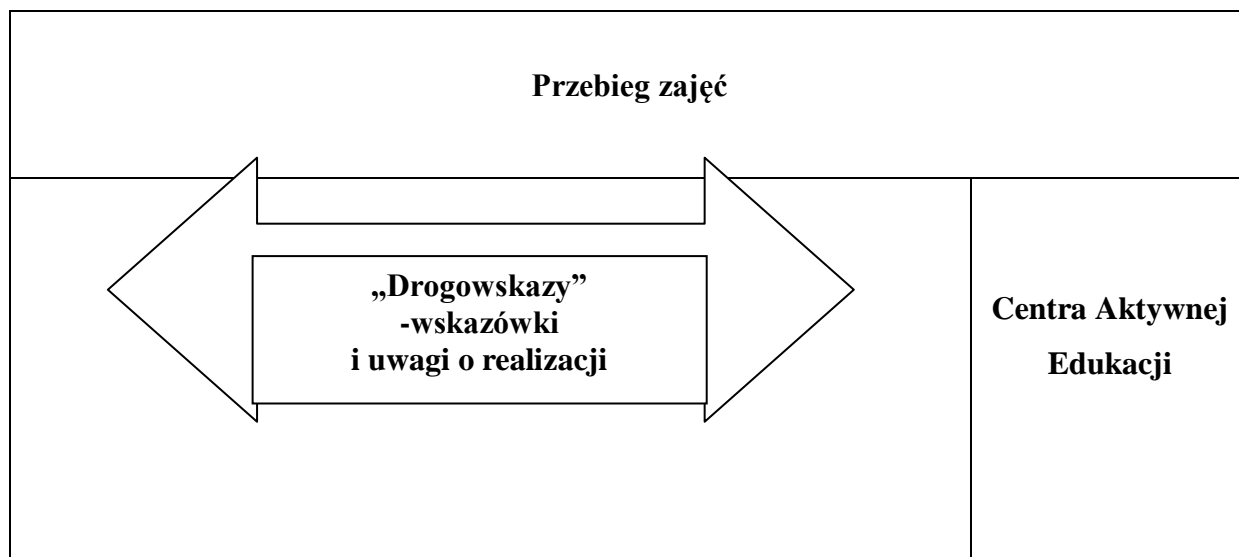 Przebieg zajęć
„Drogowskazy”
-wskazówki
i uwagi o realizacji
Centra Aktywnej
Edukacji